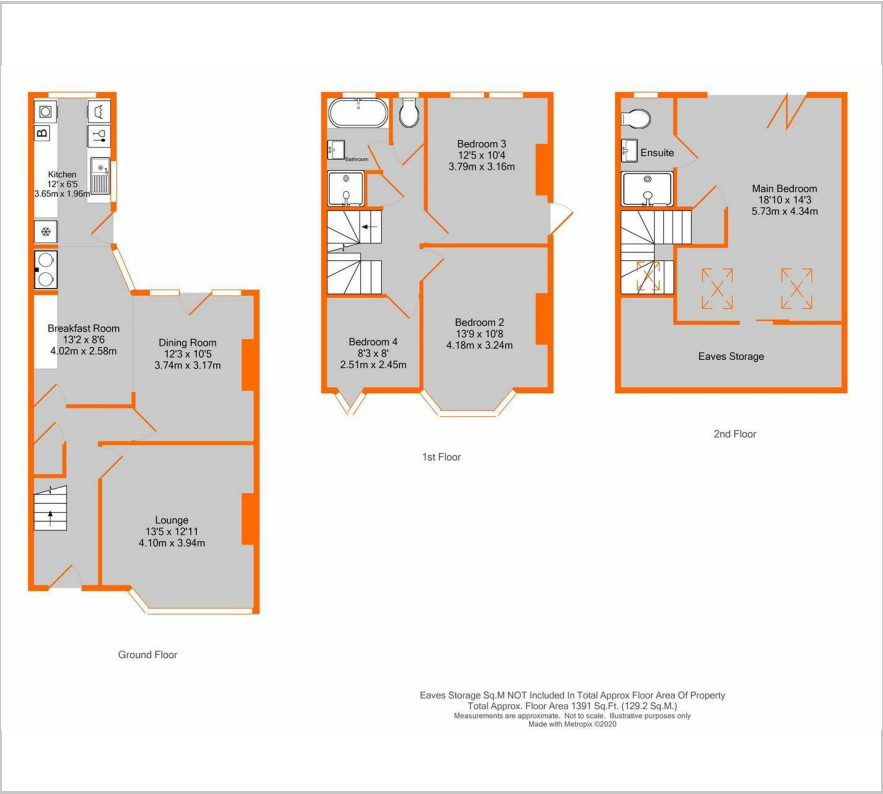 B
Kitchen
12' x 6'5
3.65m x 1.96m
Breakfast Room
13'2 x 8'6
4.02m x 2.58m
Dining Room
12'3 x 10'5
3.74m x 3.17m
Lounge
13'5 x 12'11
4.10m x 3.94m
Ground Floor
Bathroom
Bedroom 3
12'5 x 10'4
3.79m x 3.16m
Bedroom 2
13'9 x 10'8
4.18m x 3.24m
Bedroom 4
8'3 x 8'
2.51m x 2.45m
1st Floor
Ensuite
Main Bedroom
18'10 x 14'3
5.73m x 4.34m
Eaves Storage
2nd Floor
Eaves Storage Sq.M NOT Included In Total Approx Floor Area Of Property
Total Approx. Floor Area 1391 Sq.Ft. (129.2 Sq.M.)
Measurements are approximate. Not to scale. Illustrative purposes only
Made with Metropix ©2020